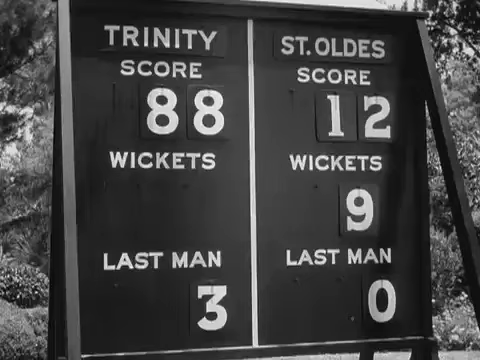 TRINITY
SCORE
88
WICKETS
LAST MAN
3
ST. OLDES
SCORE
12
WICKETS
9
LAST MAN
0